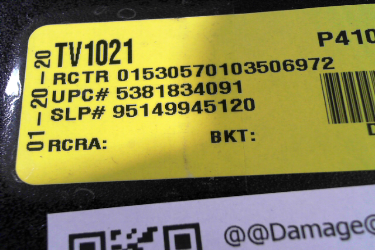 01-20-20
TV1021
P410
RCTR 01530570103506972
UPC# 5381834091
SLP# 95149945120
RCRA: BKT:
@@Damage@